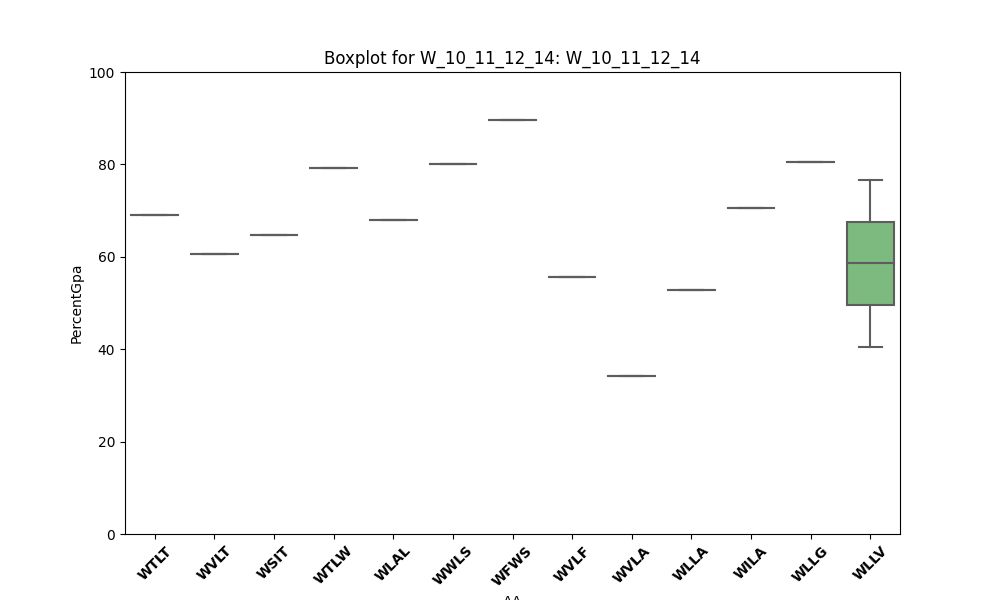 Boxplot for W_10_11_12_14: W_10_11_12_14
PercentGpa
100
80
60
40
20
0
WTLT
WVLT
WSIT
WTLW
WLAL
WWLS
WFWS
WVLF
WVLA
WLLA
WILA
WLLG
WLLV
AA